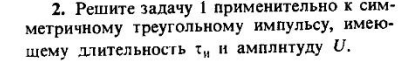 2. Решите задачу 1 применительно к сим-
метричному треугольному импульсу, имею-
щему длительность τи и амплитуду U.